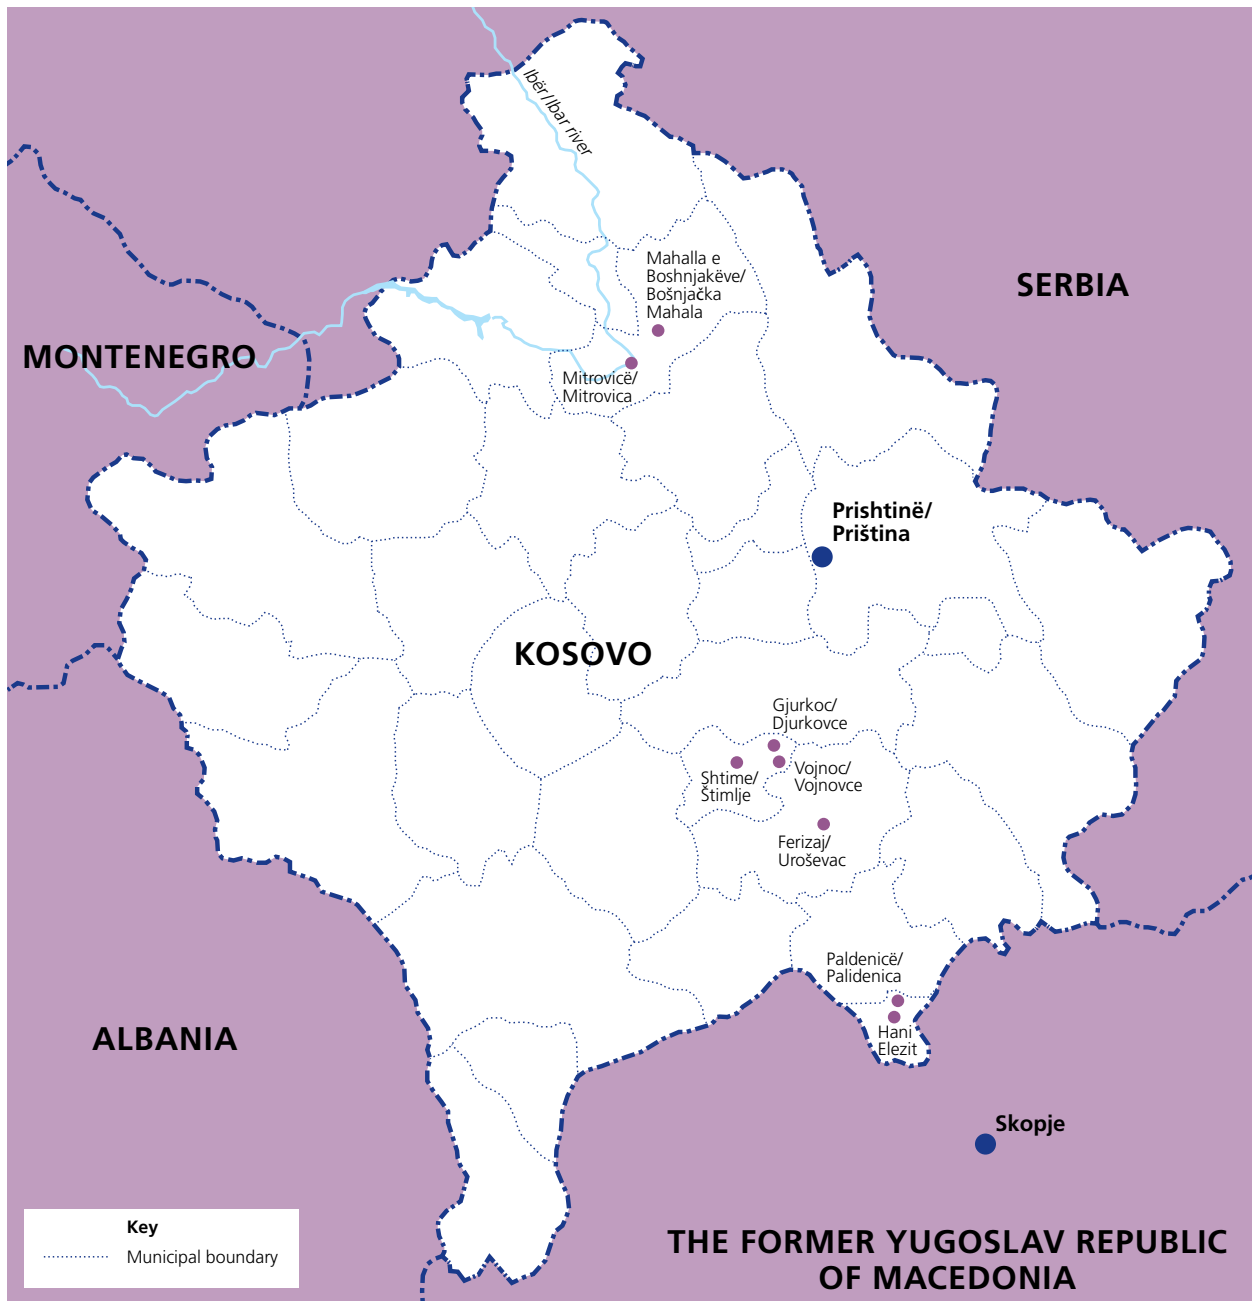 Ibër/Ibar river
Mahalla e
Boshnjakëve/
Bošnjačka
Mahala
SERBIA
MONTENEGRO
Mitrovicë/
Mitrovica
Prishtinë/
Priština
KOSOVO
Gjurkoc/
Djurkovce
Shtime/
Štimlje
Vojnoc/
Vojnovce
Ferizaj/
Uroševac
Paldenicë/
Palidenica
Hani
Elezit
ALBANIA
Skopje
Key
Municipal boundary
THE FORMER YUGOSLAV REPUBLIC
OF MACEDONIA